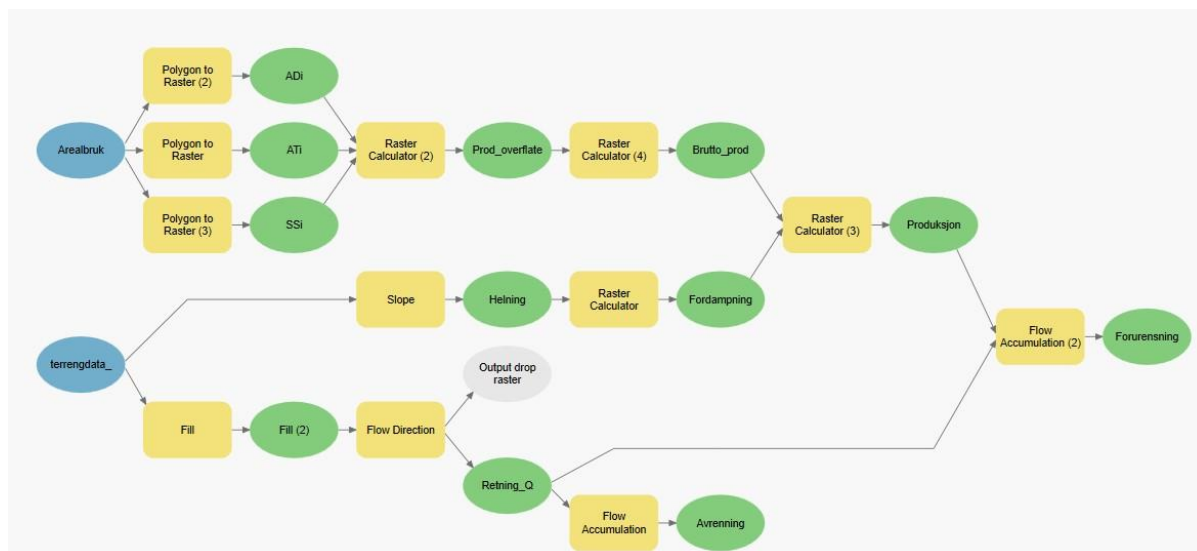 Polygon to
Raster (2)
ADi
Arealbruk
Polygon to
Raster
ATi
Raster
Calculator (2)
Prod_overflate
Raster
Calculator (4)
Brutto_prod
Polygon to
Raster (3)
SSi
Raster
Calculator (3)
Produksjon
Slope
Helning
Raster
Calculator
Fordampning
terrengdata_
Output drop
raster
Flow
Accumulation (2)
Forurensning
Fill
Fill (2)
Flow Direction
Retning_Q
Flow
Accumulation
Avrenning